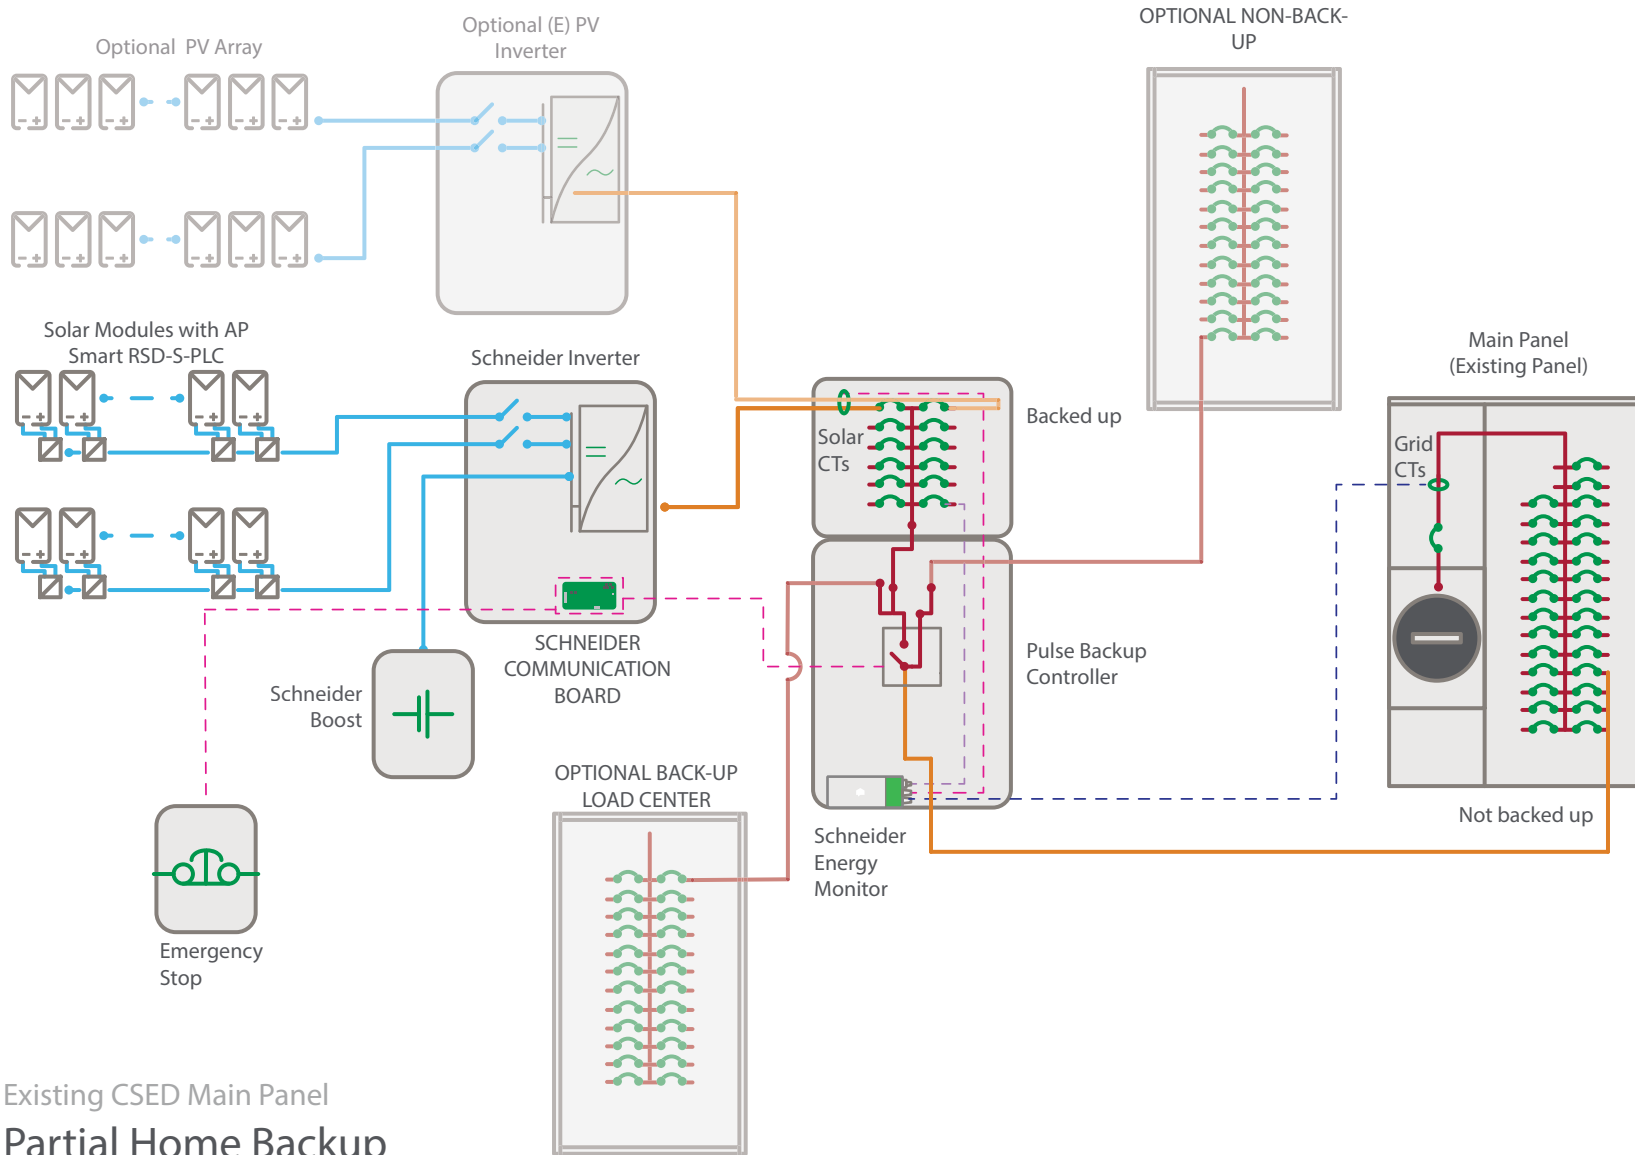 Optional (E) PV
Inverter
Optional PV Array
OPTIONAL NON-BACK-
UP
Solar Modules with AP
Smart RSD-S-PLC
Schneider Inverter
Main Panel
(Existing Panel)
Backed up
Solar
CTs
Grid
CTs
SCHNEIDER
COMMUNICATION
BOARD
Pulse Backup
Controller
Schneider
Boost
OPTIONAL BACK-UP
LOAD CENTER
Not backed up
Schneider
Energy
Monitor
Emergency
Stop
Existing CSED Main Panel
Partial Home Backup